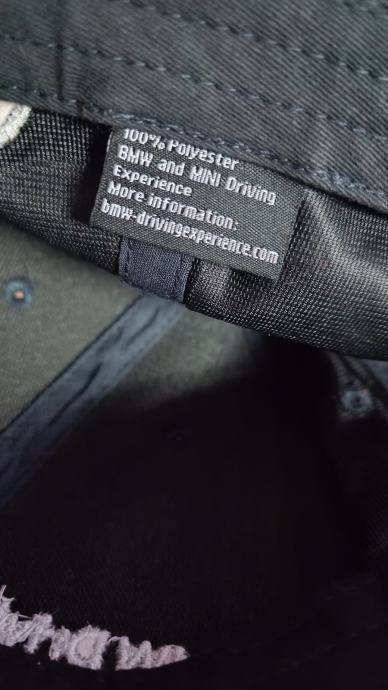 100% Polyester
BMW and MINI Driving
Experience
More information:
bmw-drivingexperience.com